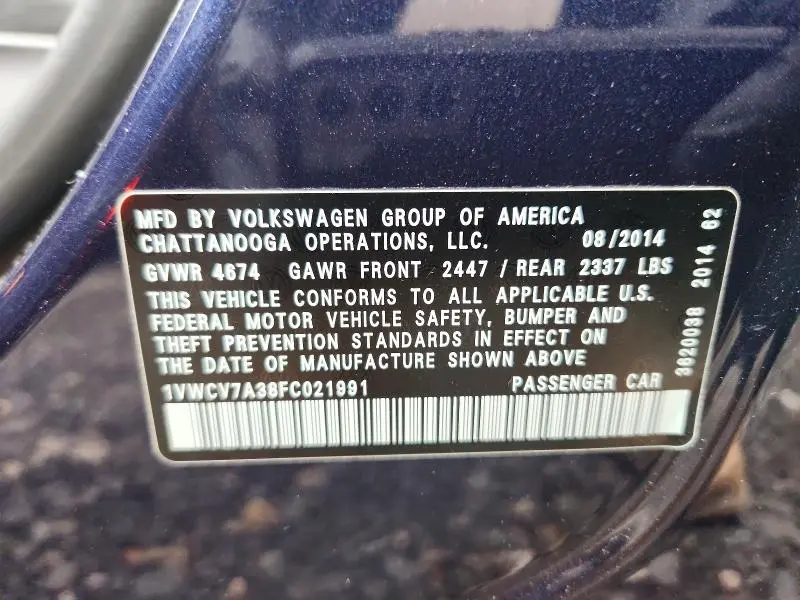 MFD BY VOLKSWAGEN GROUP OF AMERICA
CHATTANOOGA OPERATIONS, LLC. 08/2014
GVWR 4674 GAWR FRONT 2447 / REAR 2337 LBS
THIS VEHICLE CONFORMS TO ALL APPLICABLE U.S.
FEDERAL MOTOR VEHICLE SAFETY, BUMPER AND
THEFT PREVENTION STANDARDS IN EFFECT ON
THE DATE OF MANUFACTURE SHOWN ABOVE
1VWCV7A38FC021991 PASSENGER CAR
3620038 2014 02